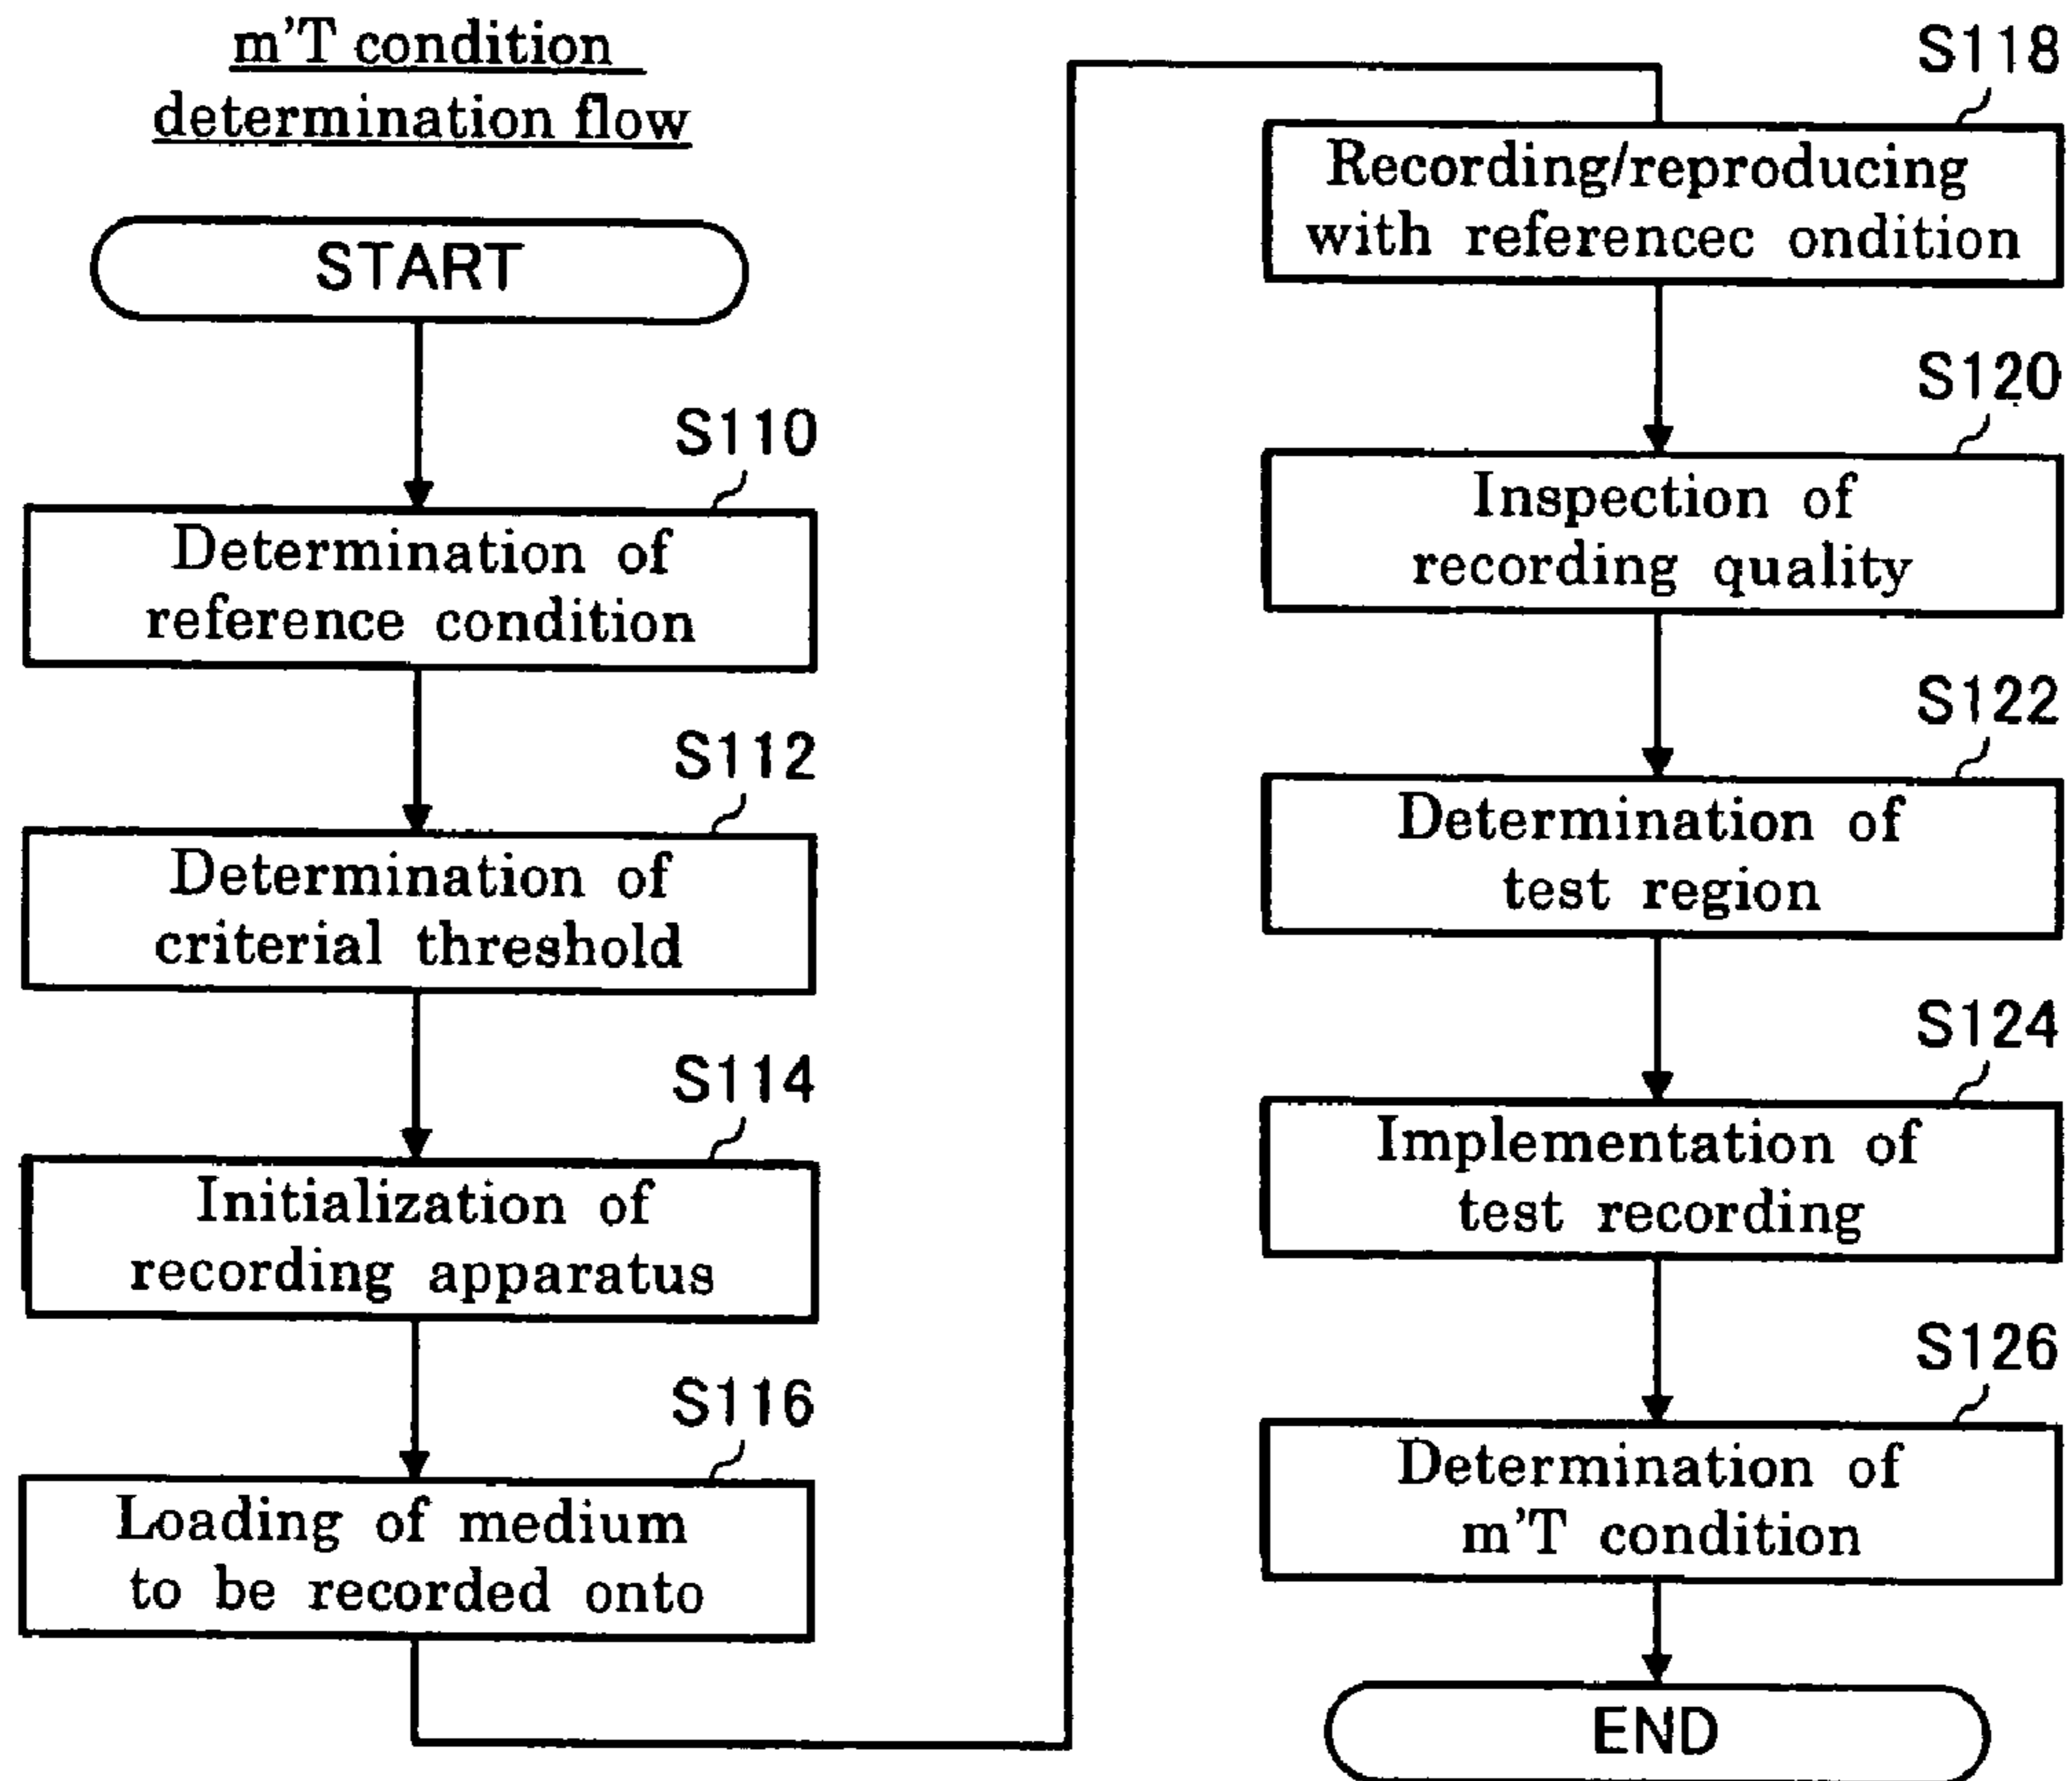 m’T condition
determination flow
START
S110
Determination of
reference condition
S112
Determination of
criterial threshold
S114
Initialization of
recording apparatus
S116
Loading of medium
to be recorded onto
S118
Recording/reproducing
with referencec ondition
S120
Inspection of
recording quality
S122
Determination of
test region
S124
Implementation of
test recording
S126
Determination of
m’T condition
END